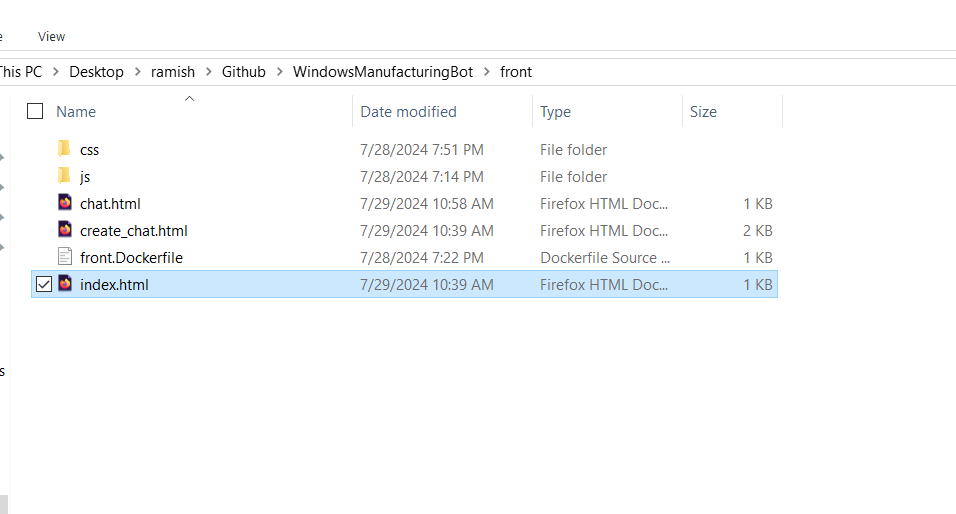 e View
This PC > Desktop > ramish > Github > WindowsManufacturingBot > front
Name Date modified Type Size
css 7/28/2024 7:51 PM File folder
js 7/28/2024 7:14 PM File folder
chat.html 7/29/2024 10:58 AM Firefox HTML Doc... 1 KB
create_chat.html 7/29/2024 10:39 AM Firefox HTML Doc... 2 KB
front.Dockerfile 7/28/2024 7:22 PM Dockerfile Source ... 1 KB
index.html 7/29/2024 10:39 AM Firefox HTML Doc... 1 KB
s